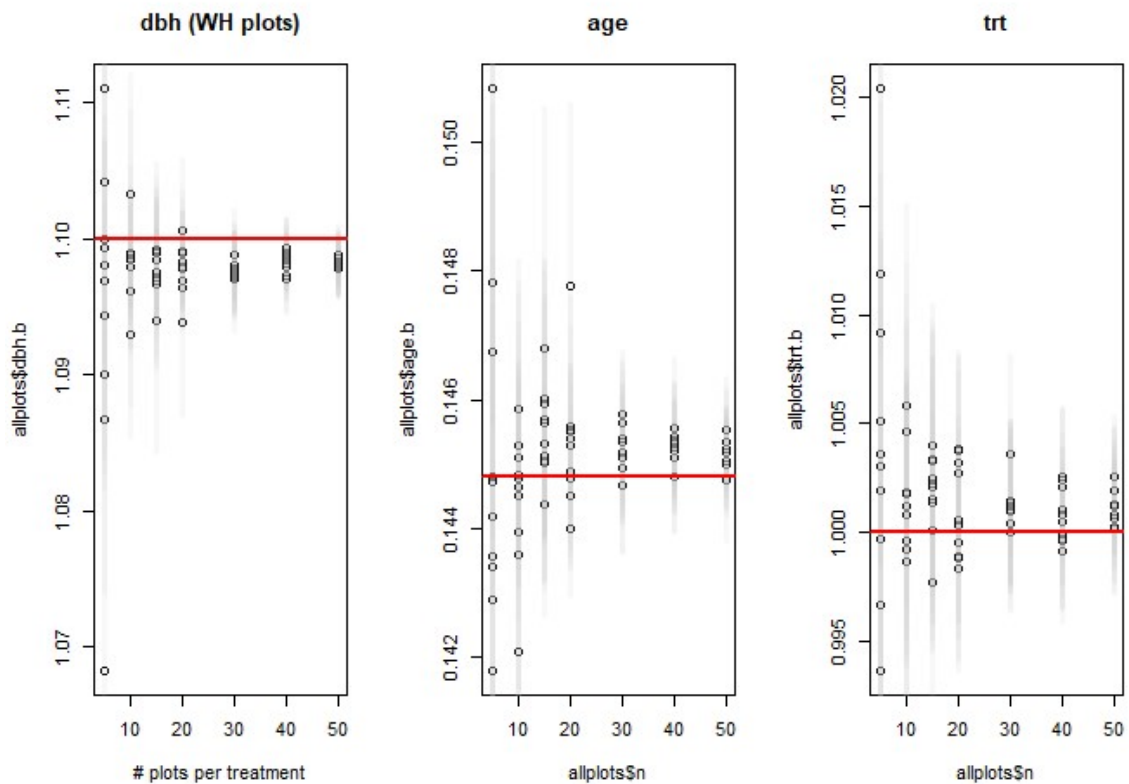 dbh (WH plots)
allplots$dbh.b
1.07 1.08 1.09 1.10 1.11
10 20 30 40 50
# plots per treatment
age
allplots$age.b
0.142 0.144 0.146 0.148 0.150
10 20 30 40 50
allplots$n
trt
allplots$trt.b
0.995 1.000 1.005 1.010 1.015 1.020
10 20 30 40 50
allplots$n